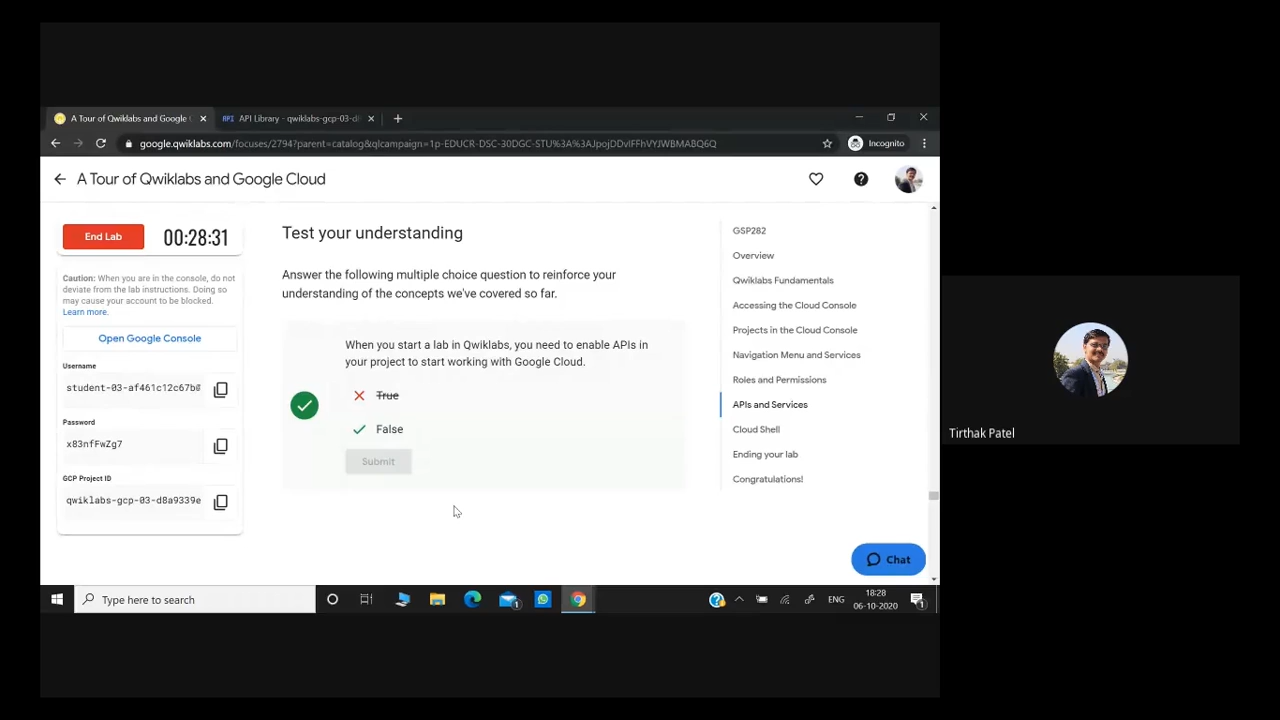 A Tour of Qwiklabs and Google C
API API Library - qwiklabs-gcp-03-d8
google.qwiklabs.com/focuses/2794?parent=catalog&qlcampaign=1p-EDUCR-DSC-30DGC-STU%3A%3AJpojDDvlFFhVYJWBMABQ6Q
Incognito
A Tour of Qwiklabs and Google Cloud
End Lab
00:28:31
Caution: When you are in the console, do not
deviate from the lab instructions. Doing so
may cause your account to be blocked.
Learn more.
Open Google Console
Username
student-03-af461c12c67b@
Password
x83nfFwZg7
GCP Project ID
qwiklabs-gcp-03-d8a9339e
Test your understanding
Answer the following multiple choice question to reinforce your
understanding of the concepts we've covered so far.
When you start a lab in Qwiklabs, you need to enable APIs in
your project to start working with Google Cloud.
True
False
Submit
GSP282
Overview
Qwiklabs Fundamentals
Accessing the Cloud Console
Projects in the Cloud Console
Navigation Menu and Services
Roles and Permissions
APIs and Services
Cloud Shell
Ending your lab
Congratulations!
Chat
Type here to search
1
ENG
18:28
06-10-2020
1
Tirthak Patel